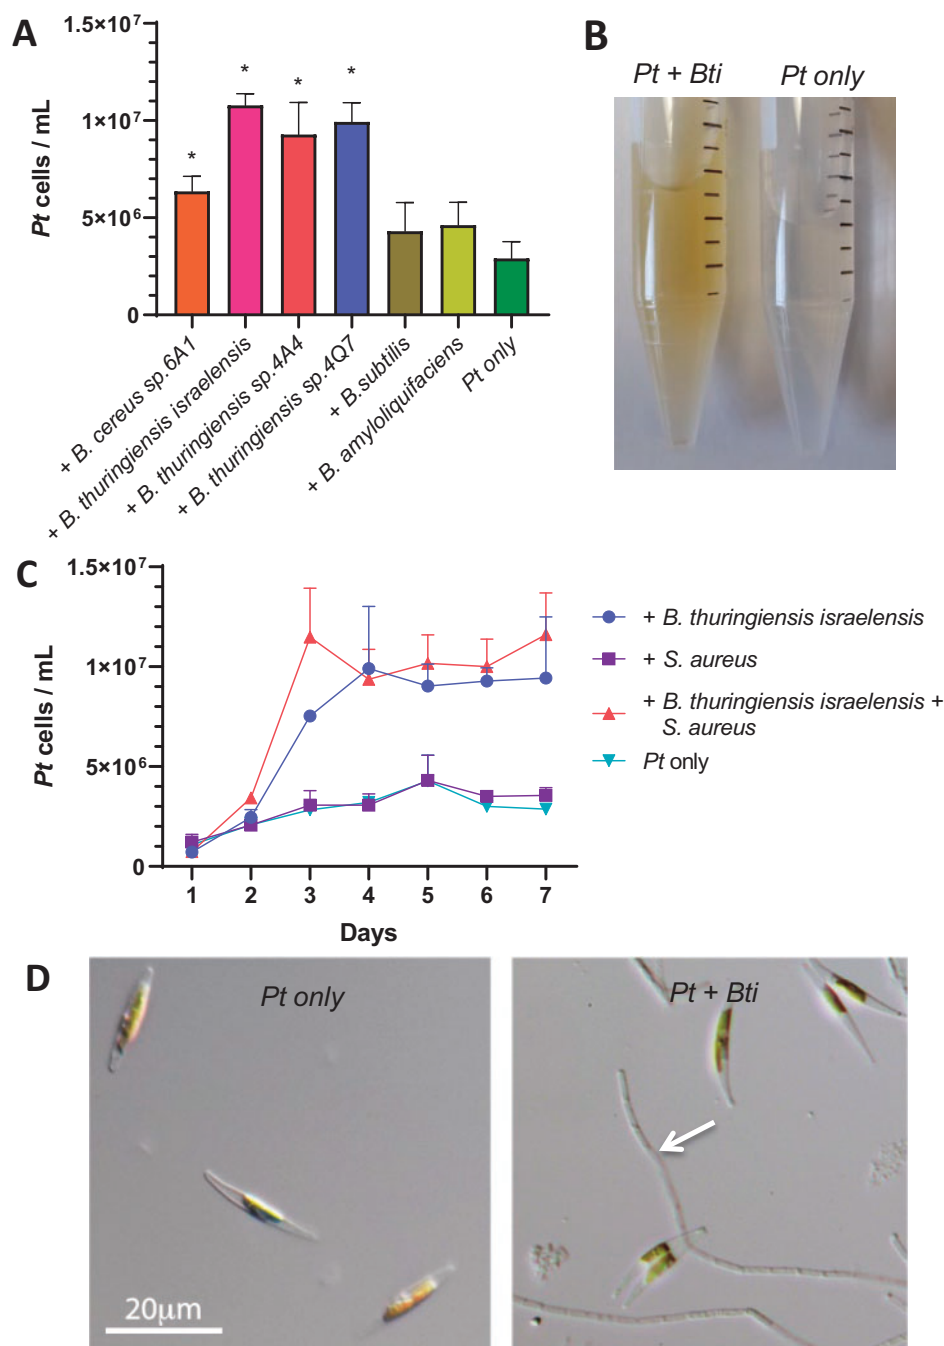 A
1.5×10⁷
1×10⁷
5×10⁶
0
Pt cells / mL
*
*
*
*
+ B. cereus sp.6A1
+ B. thuringiensis israelensis
+ B. thuringiensis sp.4A4
+ B. thuringiensis sp.4Q7
+ B.subtilis
+ B. amyloliquifaciens
Pt only
B
Pt + Bti
Pt only
C
1.5×10⁷
1×10⁷
5×10⁶
0
Pt cells / mL
1 2 3 4 5 6 7
Days
+ B. thuringiensis israelensis
+ S. aureus
+ B. thuringiensis israelensis +
S. aureus
Pt only
D
Pt only
20μm
Pt + Bti